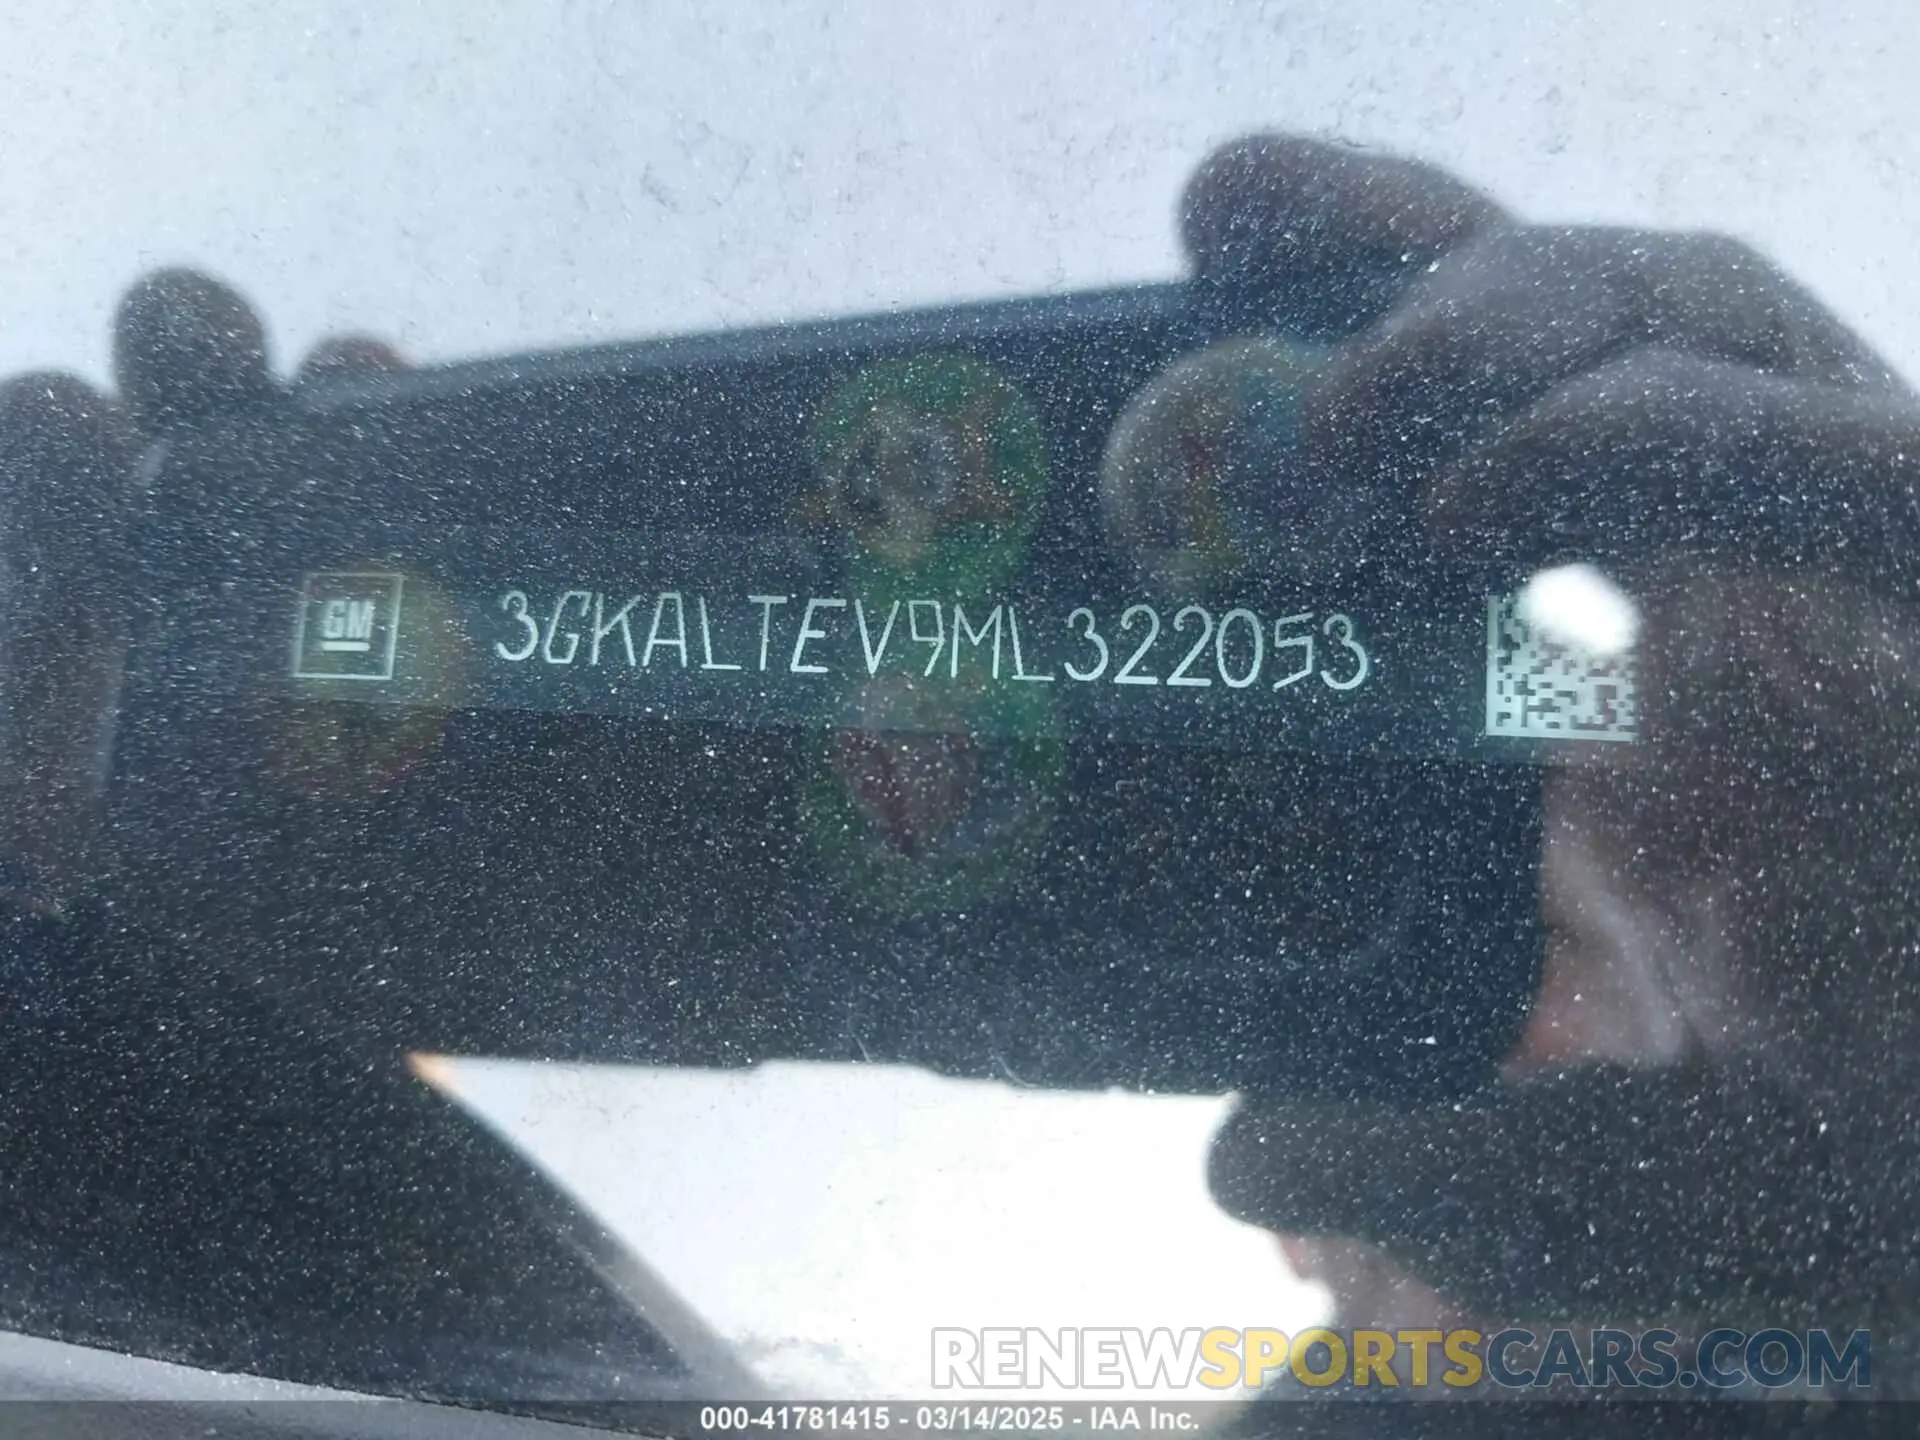 GM
3GKALTEV9ML322053
RENEWSPORTSCARS.COM
000-41781415 - 03/14/2025 - IAA Inc.